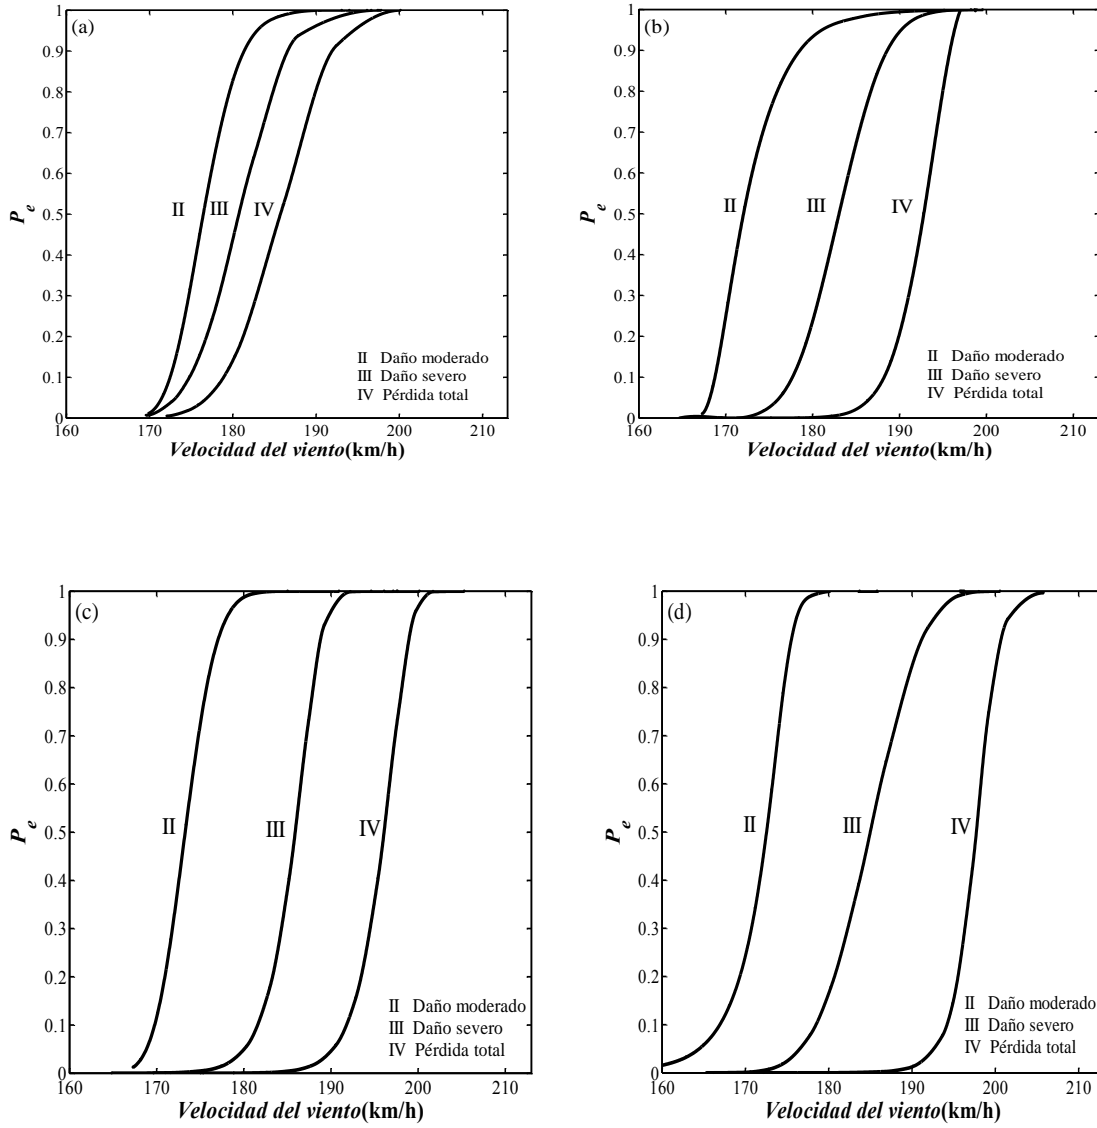 (a)
1
0.9
0.8
0.7
0.6
0.5
0.4
0.3
0.2
0.1
0
P e
II
III
IV
II Daño moderado
III Daño severo
IV Pérdida total
160 170 180 190 200 210
Velocidad del viento(km/h)
(b)
1
0.9
0.8
0.7
0.6
0.5
0.4
0.3
0.2
0.1
0
P e
II
III
IV
II Daño moderado
III Daño severo
IV Pérdida total
160 170 180 190 200 210
Velocidad del viento(km/h)
(c)
1
0.9
0.8
0.7
0.6
0.5
0.4
0.3
0.2
0.1
0
P e
II
III
IV
II Daño moderado
III Daño severo
IV Pérdida total
160 170 180 190 200 210
Velocidad del viento(km/h)
(d)
1
0.9
0.8
0.7
0.6
0.5
0.4
0.3
0.2
0.1
0
P e
II
III
IV
II Daño moderado
III Daño severo
IV Pérdida total
160 170 180 190 200 210
Velocidad del viento(km/h)